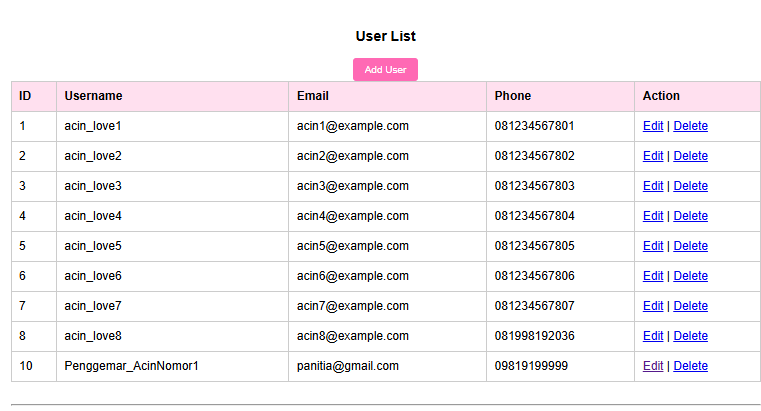 User List
Add User
ID Username Email Phone Action
1 acin_love1 acin1@example.com 081234567801 Edit | Delete
2 acin_love2 acin2@example.com 081234567802 Edit | Delete
3 acin_love3 acin3@example.com 081234567803 Edit | Delete
4 acin_love4 acin4@example.com 081234567804 Edit | Delete
5 acin_love5 acin5@example.com 081234567805 Edit | Delete
6 acin_love6 acin6@example.com 081234567806 Edit | Delete
7 acin_love7 acin7@example.com 081234567807 Edit | Delete
8 acin_love8 acin8@example.com 081998192036 Edit | Delete
10 Penggemar_AcinNomor1 panitia@gmail.com 09819199999 Edit | Delete